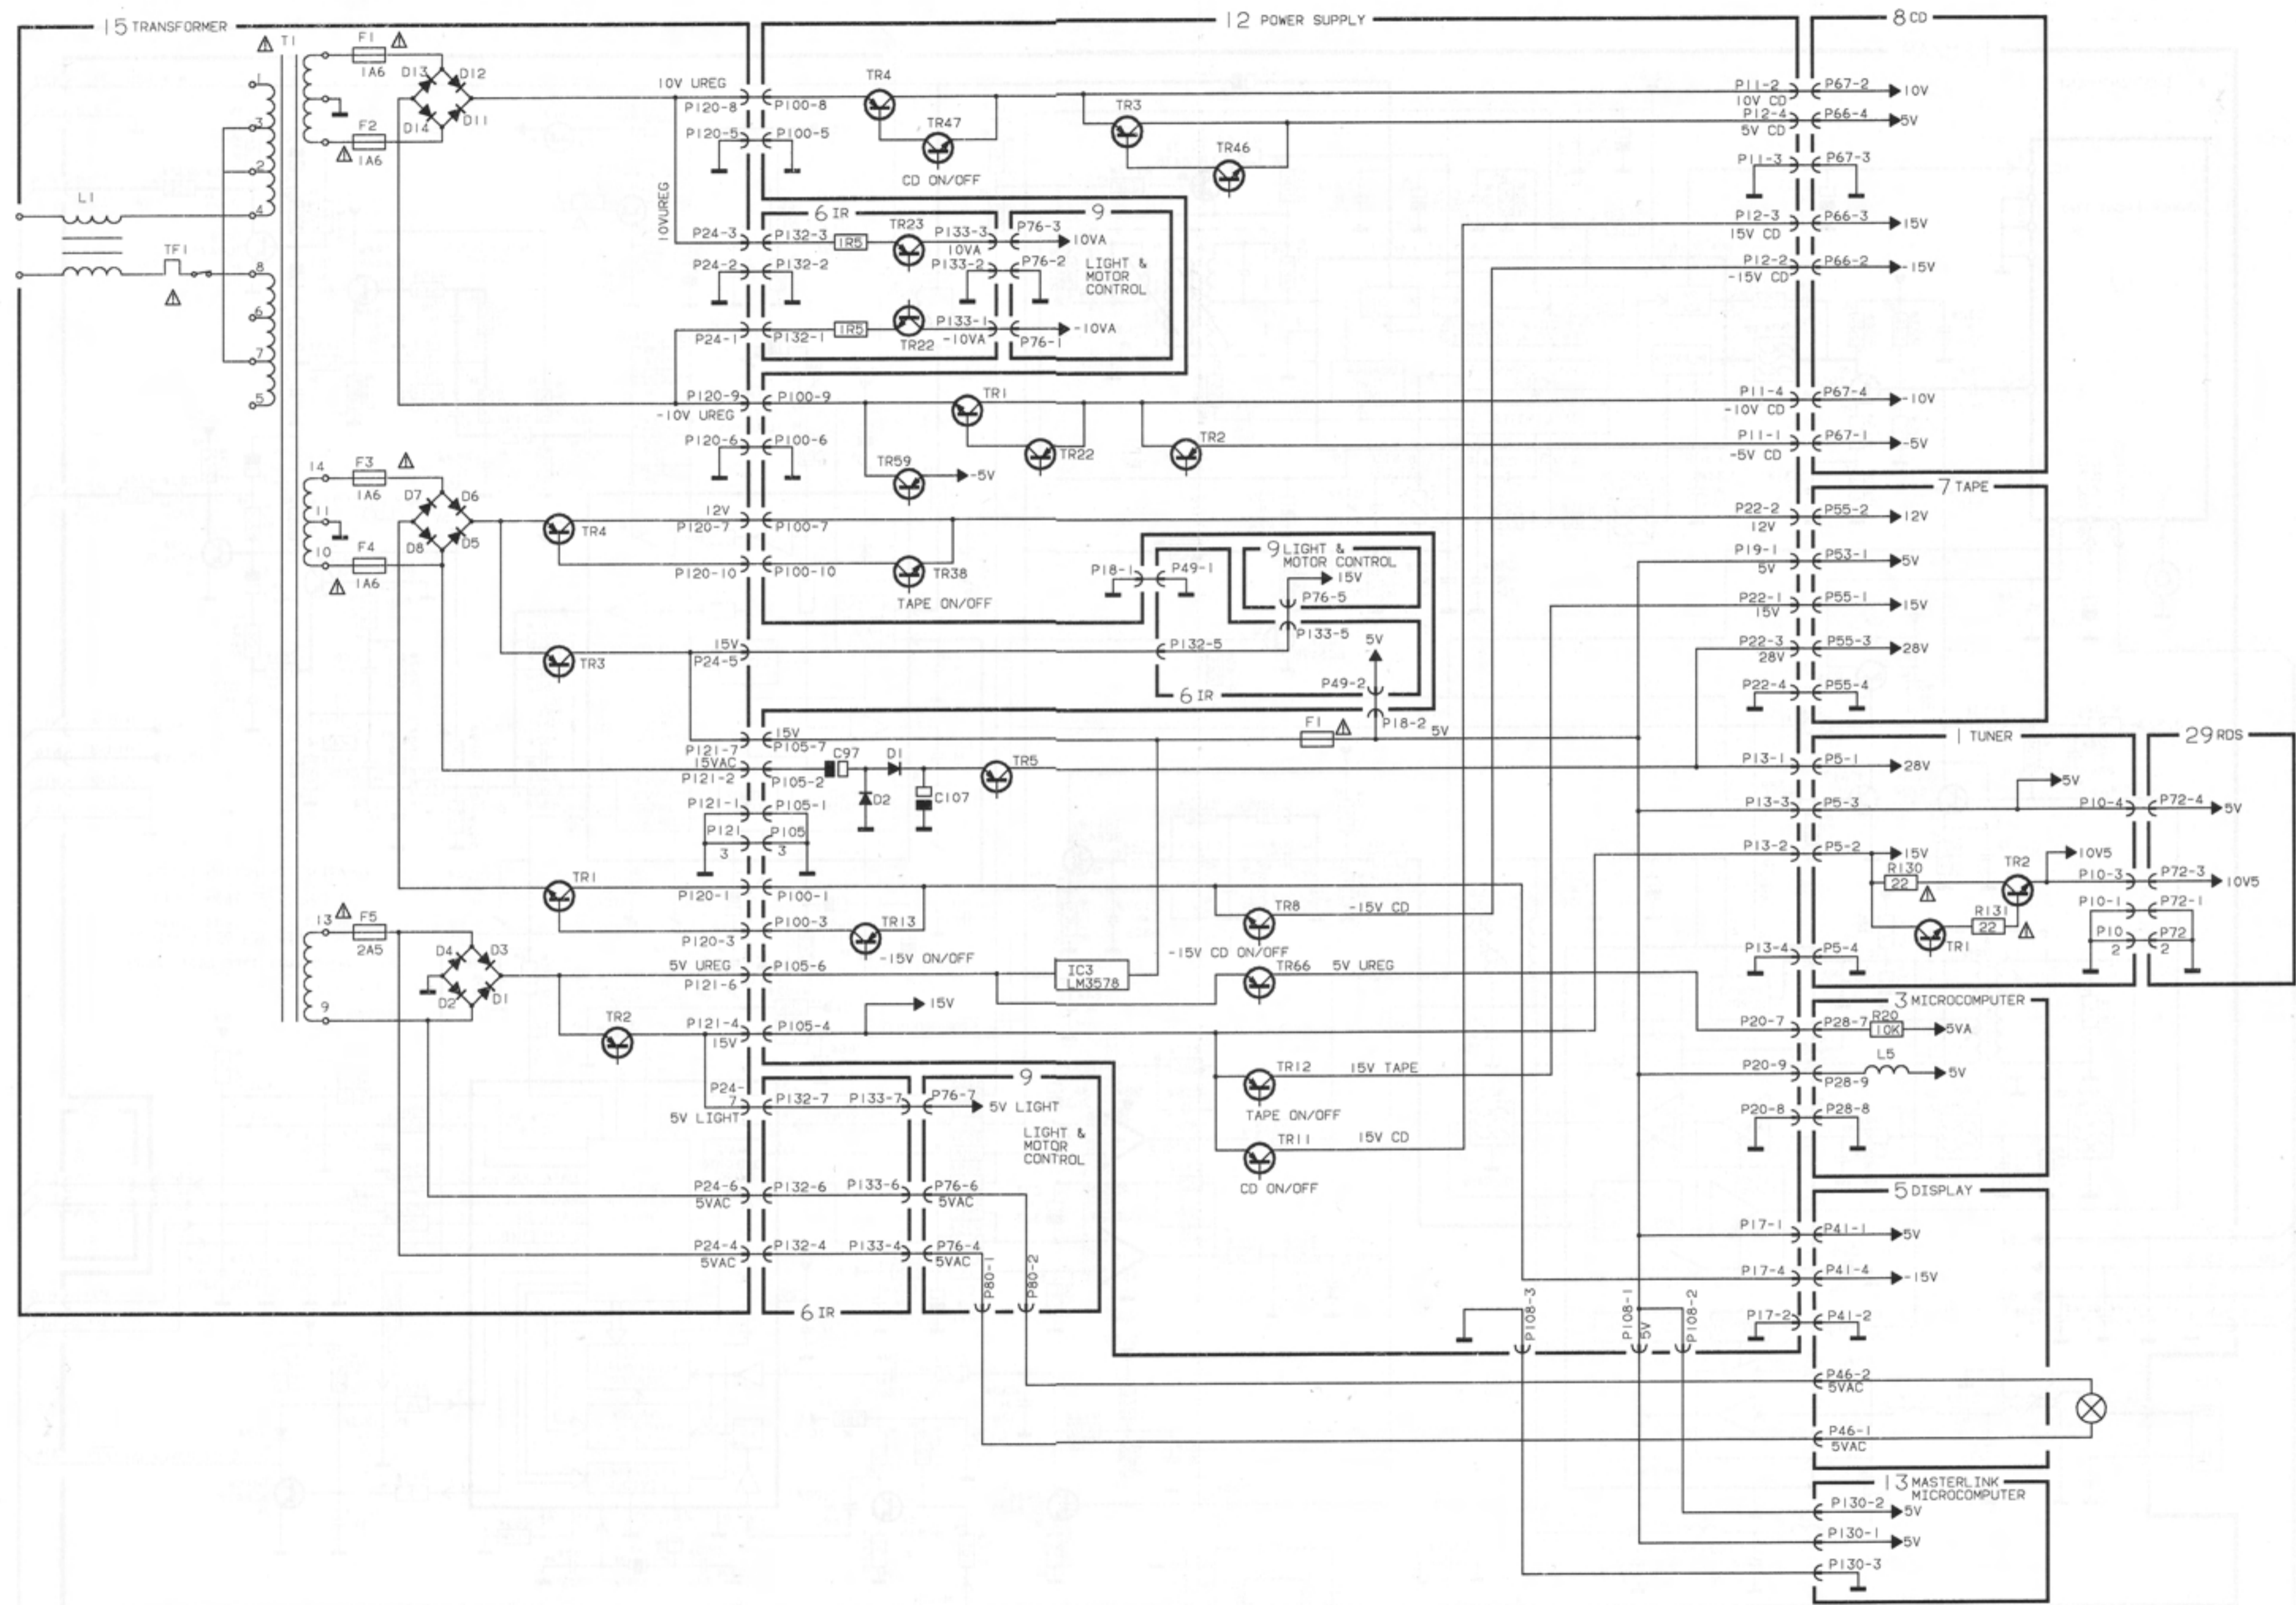 15 TRANSFORMER
T1
F1
1A6
D13
D12
D14
D11
F2
1A6
1
3
2
4
L1
TF1
8
6
7
5
10V UREG
P120-8
P120-5
10VUREG
P24-3
P24-2
P24-1
P120-9
-10V UREG
P120-6
14
F3
1A6
D7
D6
11
D8
D5
10
F4
1A6
TR4
12V
P120-7
P120-10
TR3
15V
P24-5
P121-7
15VAC
P121-2
P121-1
P121
3
TR1
P120-1
P120-3
13
F5
2A5
D4
D3
D2
D1
9
5V UREG
P121-6
TR2
P121-4
15V
P24-
7
5V LIGHT
P24-6
5VAC
P24-4
5VAC
12 POWER SUPPLY
P100-8
TR4
TR47
CD ON/OFF
P100-5
TR3
TR46
P11-2
10V CD
P12-4
5V CD
P11-3
P12-3
15V CD
P12-2
-15V CD
6 IR
P132-3
1R5
TR23
P133-3
10VA
P132-2
P133-2
P132-1
1R5
TR22
P133-1
-10VA
9
P76-3
10VA
P76-2
LIGHT &
MOTOR
CONTROL
P76-1
-10VA
P100-9
TR1
TR22
TR2
P100-6
TR59
-5V
P11-4
-10V CD
P11-1
-5V CD
P100-7
P100-10
TR38
TAPE ON/OFF
P22-2
12V
P19-1
5V
P22-1
15V
P22-3
28V
P22-4
P18-1
P49-1
9 LIGHT &
MOTOR CONTROL
15V
P76-5
P133-5
P132-5
5V
P49-2
6 IR
P18-2
5V
F1
15V
P105-7
P105-2
C97
D1
D2
C107
TR5
P105-1
P105
3
P13-1
P13-3
P13-2
P13-4
P100-1
P100-3
TR13
-15V ON/OFF
P105-6
IC3
LM3578
TR8
-15V CD
-15V CD ON/OFF
TR66
5V UREG
P105-4
15V
TR12
15V TAPE
TAPE ON/OFF
TR11
15V CD
CD ON/OFF
P20-7
P20-9
P20-8
P17-1
P17-4
P17-2
P108-3
P108-1
5V
P108-2
P132-7
P133-7
P132-6
P133-6
P132-4
P133-4
6 IR
9
P76-7
5V LIGHT
LIGHT &
MOTOR
CONTROL
P76-6
5VAC
P76-4
5VAC
P80-1
P80-2
8 CD
P67-2
10V
P66-4
5V
P67-3
P66-3
15V
P66-2
-15V
P67-4
-10V
P67-1
-5V
7 TAPE
P55-2
12V
P53-1
5V
P55-1
15V
P55-3
28V
P55-4
1 TUNER
P5-1
28V
5V
P5-3
P10-4
P5-2
15V
R130
22
TR2
10V5
P10-3
R131
22
TR1
P10-1
P10
2
P5-4
29 RDS
P72-4
5V
P72-3
10V5
P72-1
P72
2
3 MICROCOMPUTER
P28-7
R20
10K
5VA
L5
P28-9
5V
P28-8
5 DISPLAY
P41-1
5V
P41-4
-15V
P41-2
P46-2
5VAC
P46-1
5VAC
13 MASTERLINK
MICROCOMPUTER
P130-2
5V
P130-1
5V
P130-3